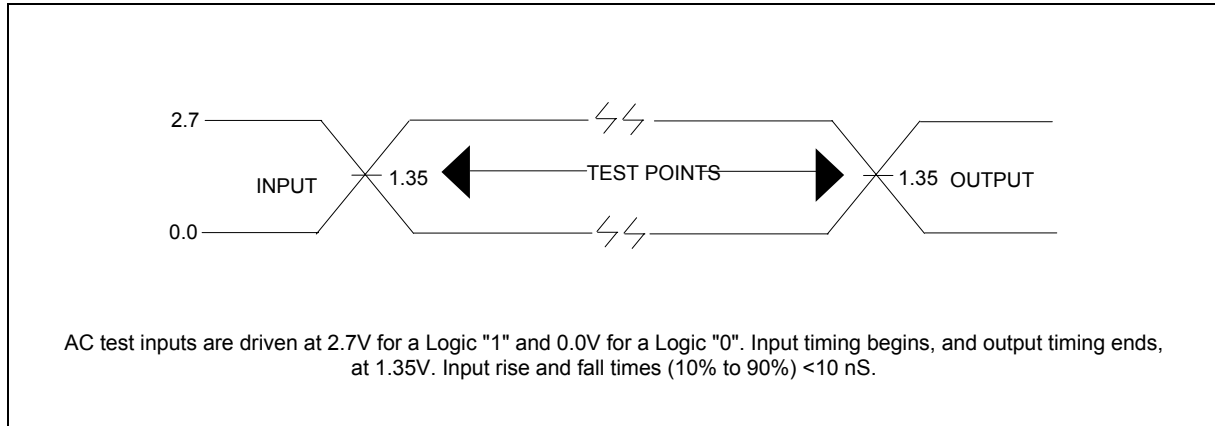 2.7
INPUT
1.35
TEST POINTS
1.35
OUTPUT
0.0
AC test inputs are driven at 2.7V for a Logic "1" and 0.0V for a Logic "0". Input timing begins, and output timing ends,
at 1.35V. Input rise and fall times (10% to 90%) <10 nS.